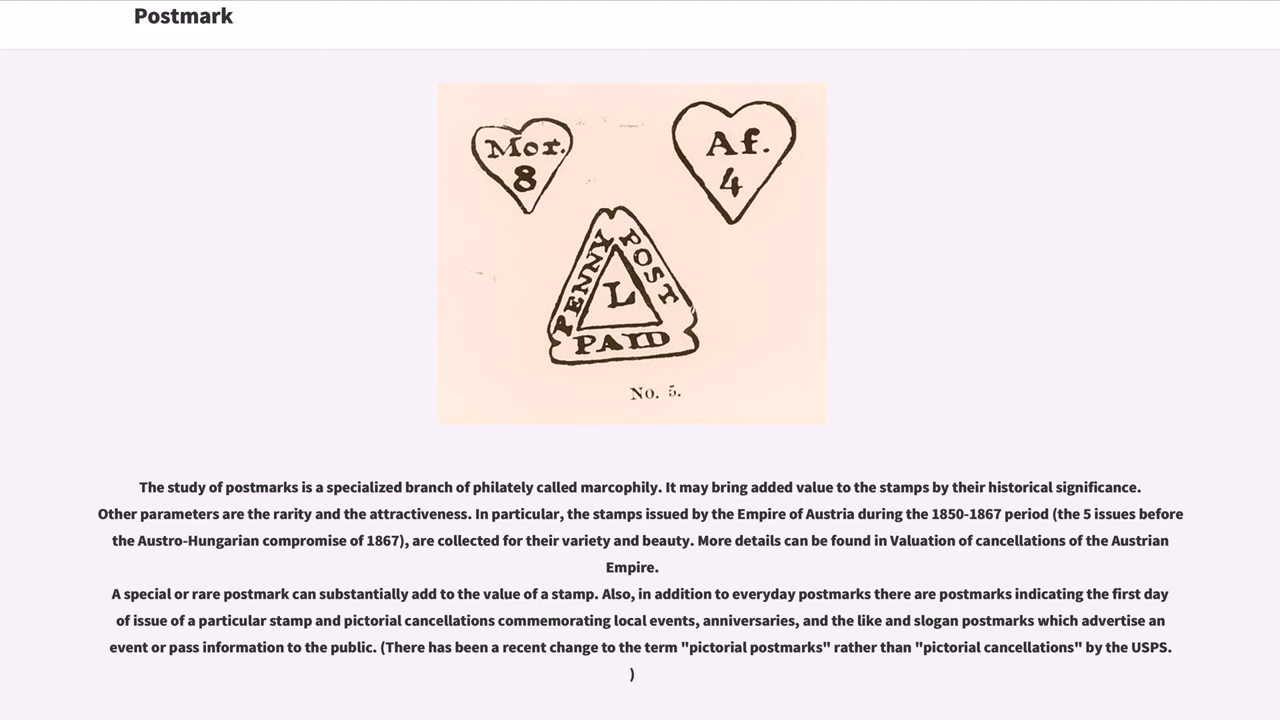 Postmark
Mor.
8
Af.
4
PENNY POST
L
PAID
No. 5.
The study of postmarks is a specialized branch of philately called marcophily. It may bring added value to the stamps by their historical significance.
Other parameters are the rarity and the attractiveness. In particular, the stamps issued by the Empire of Austria during the 1850-1867 period (the 5 issues before
the Austro-Hungarian compromise of 1867), are collected for their variety and beauty. More details can be found in Valuation of cancellations of the Austrian
Empire.
A special or rare postmark can substantially add to the value of a stamp. Also, in addition to everyday postmarks there are postmarks indicating the first day
of issue of a particular stamp and pictorial cancellations commemorating local events, anniversaries, and the like and slogan postmarks which advertise an
event or pass information to the public. (There has been a recent change to the term "pictorial postmarks" rather than "pictorial cancellations" by the USPS.
)